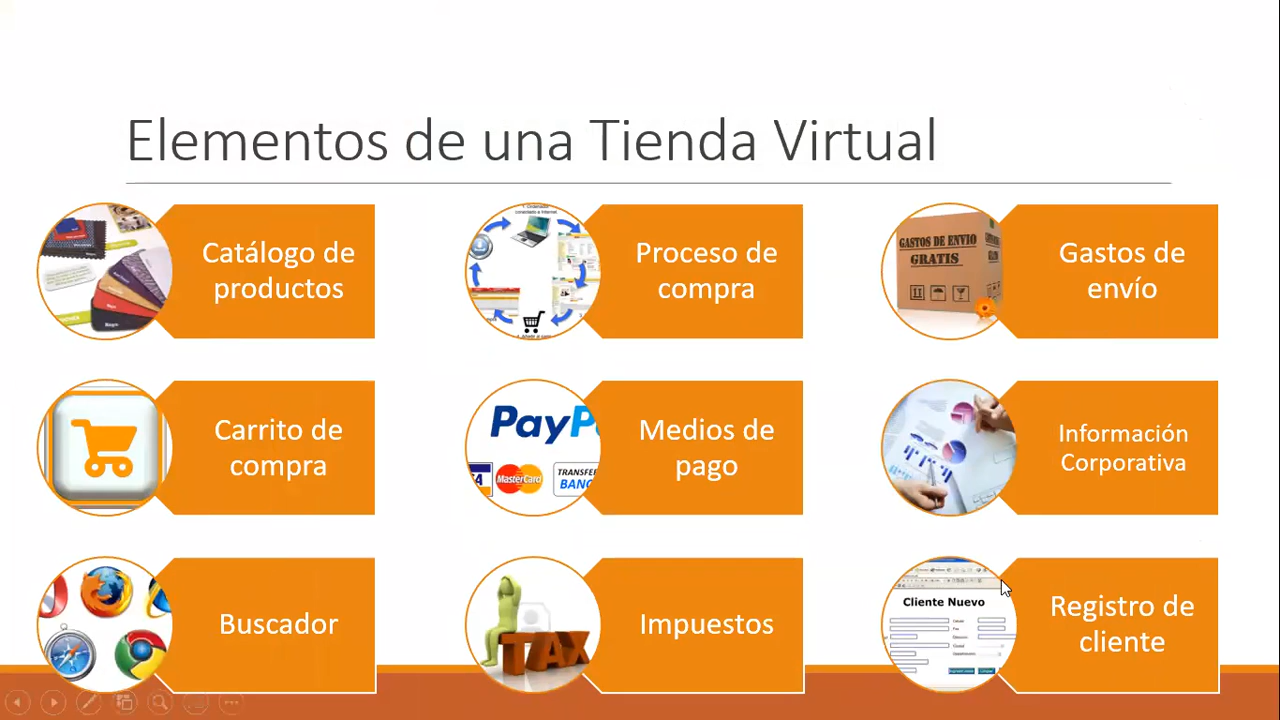 Elementos de una Tienda Virtual
Catálogo de
productos
conectado a Internet
Proceso de
compra
GASTOS DE ENVIO
GRATIS
Gastos de
envío
Carrito de
compra
PayP
MasterCard
TRANSFER
BANC
Medios de
pago
Información
Corporativa
Buscador
TAX
Impuestos
Cliente Nuevo
Registro de
cliente